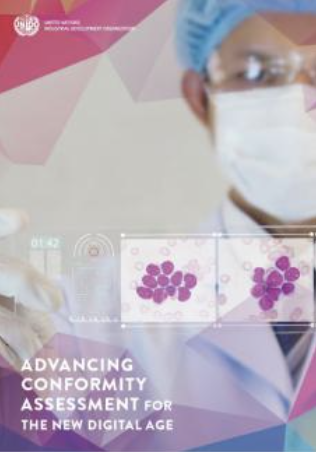 UNITED NATIONS
INDUSTRIAL DEVELOPMENT ORGANIZATION
01:42
ADVANCING
CONFORMITY
ASSESSMENT FOR
THE NEW DIGITAL AGE